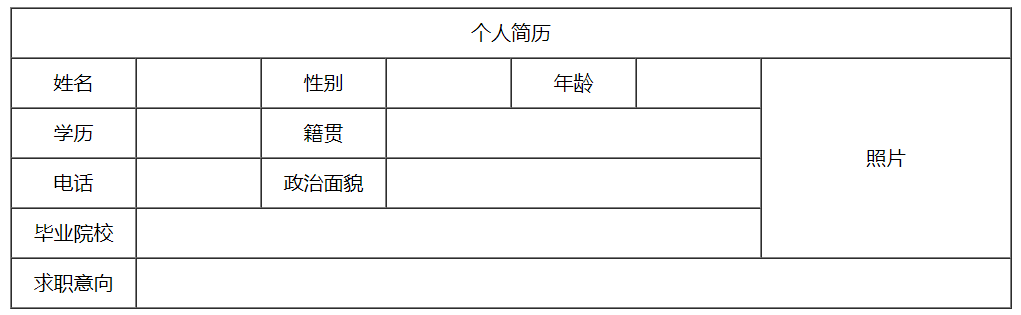 个人简历
姓名 性别 年龄
学历 籍贯
照片
电话 政治面貌
毕业院校
求职意向